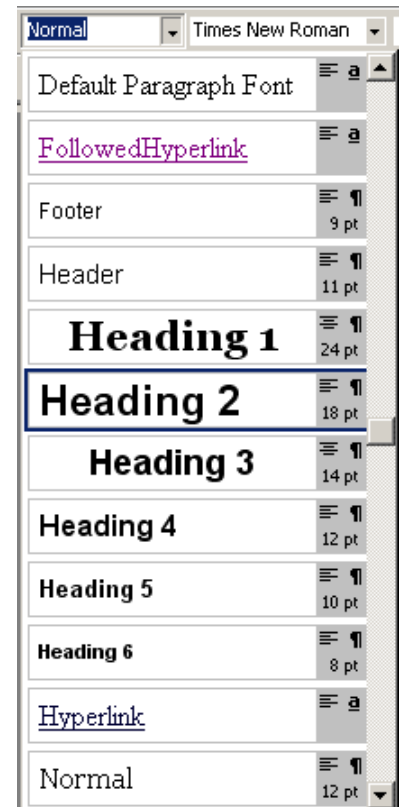 Normal Times New Roman
Default Paragraph Font a
FollowedHyperlink a
Footer ¶
9 pt
Header ¶
11 pt
Heading 1 ¶
24 pt
Heading 2 ¶
18 pt
Heading 3 ¶
14 pt
Heading 4 ¶
12 pt
Heading 5 ¶
10 pt
Heading 6 ¶
8 pt
Hyperlink a
Normal ¶
12 pt